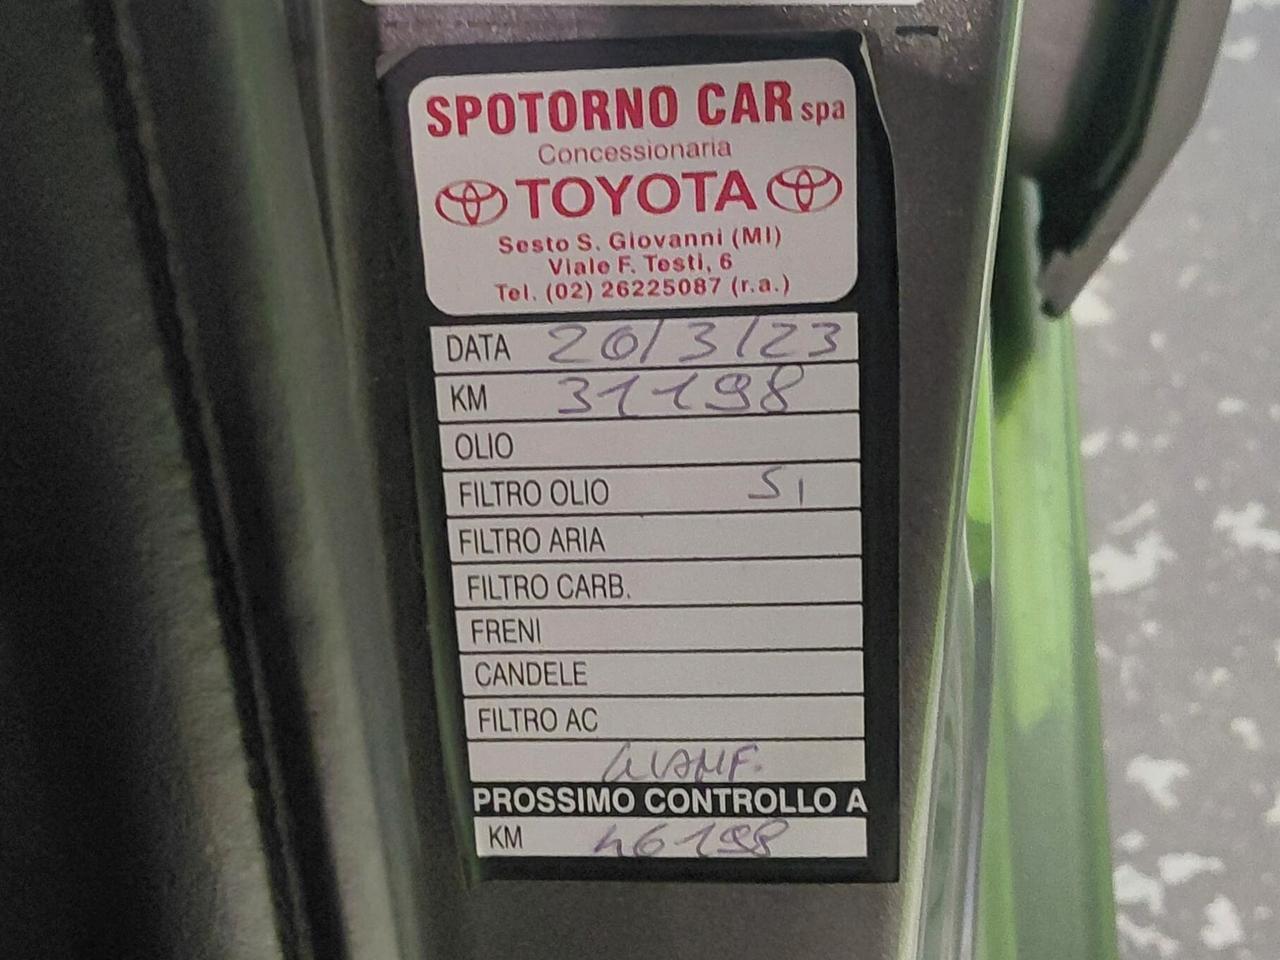 SPOTORNO CAR spa
Concessionaria
TOYOTA
Sesto S. Giovanni (MI)
Viale F. Testi, 6
Tel. (02) 26225087 (r.a.)
DATA 20/3/23
KM 31198
OLIO
FILTRO OLIO SI
FILTRO ARIA
FILTRO CARB.
FRENI
CANDELE
FILTRO AC
PROSSIMO CONTROLLO A
KM 46198